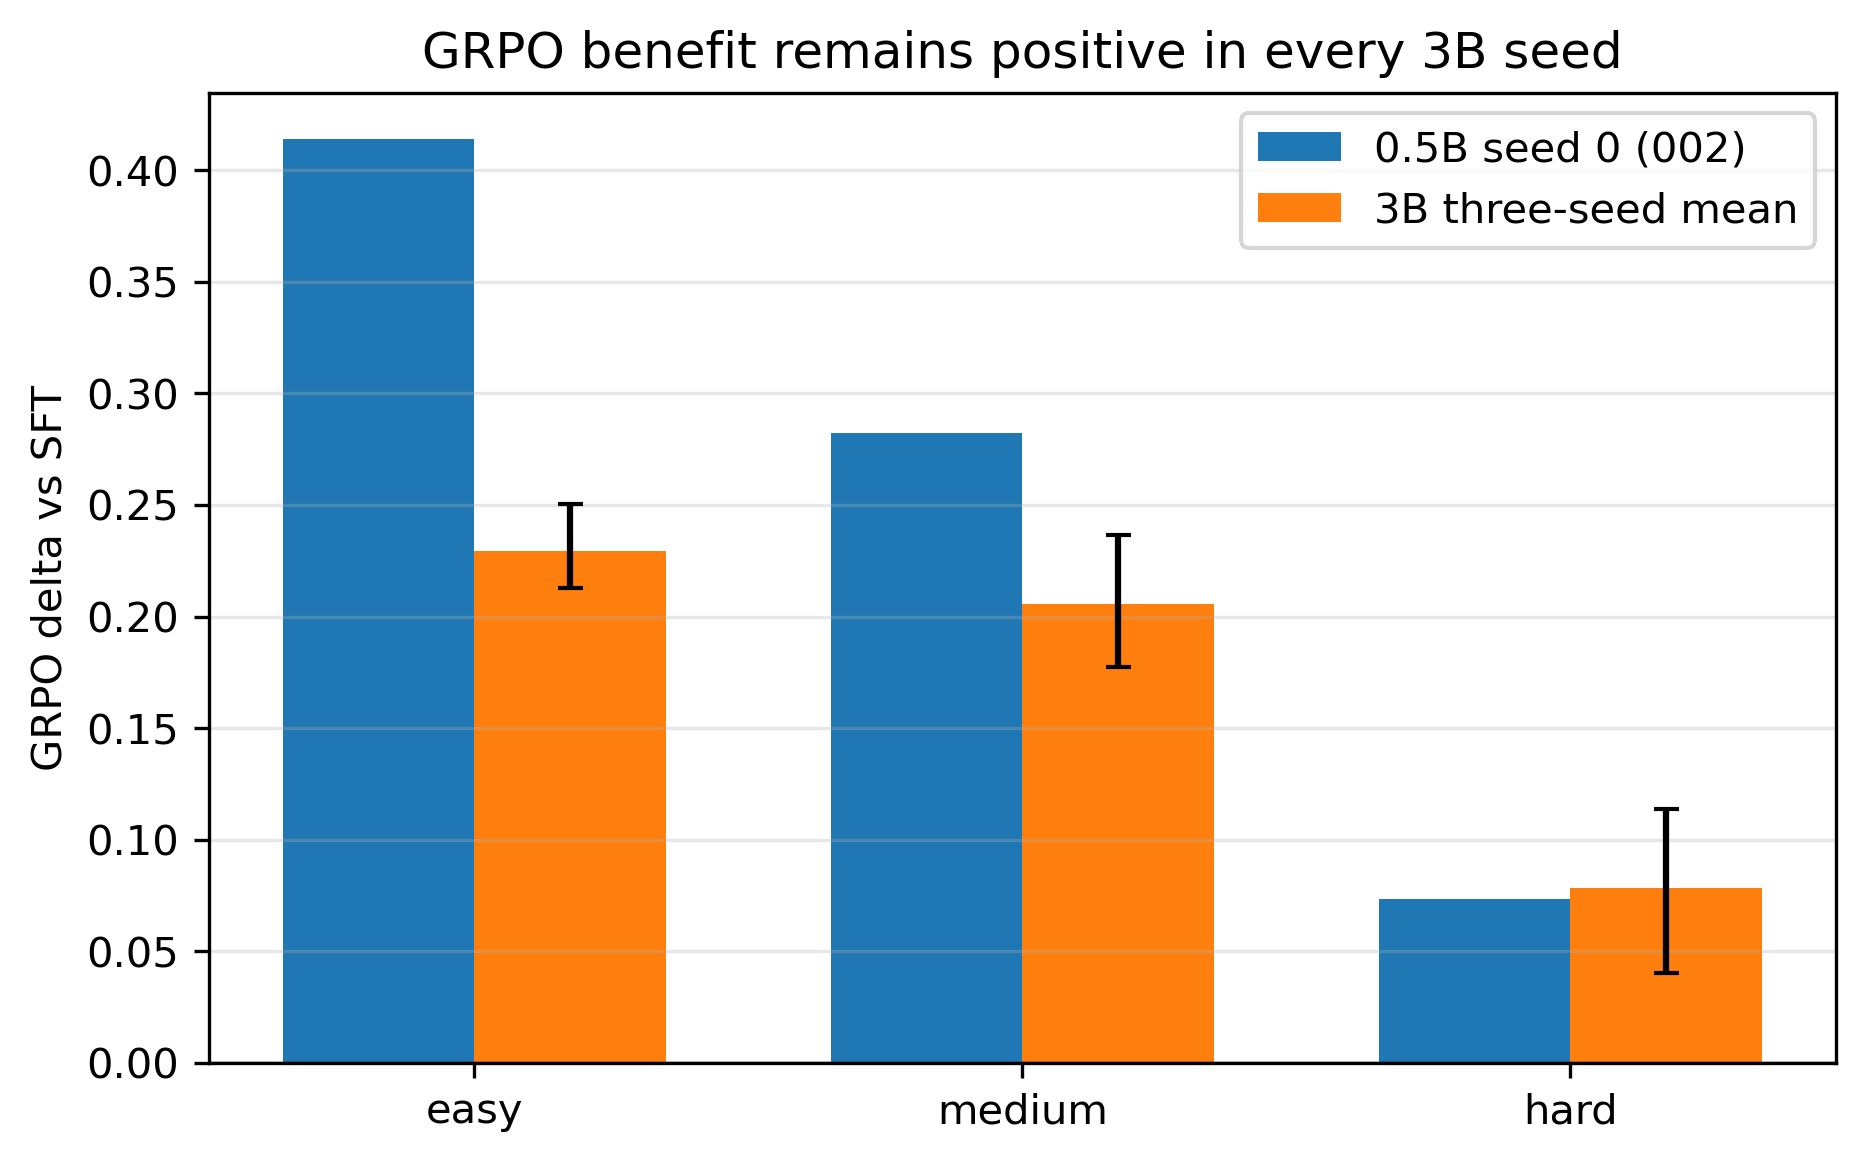 GRPO benefit remains positive in every 3B seed
0.5B seed 0 (002)
3B three-seed mean
GRPO delta vs SFT
0.40
0.35
0.30
0.25
0.20
0.15
0.10
0.05
0.00
easy
medium
hard